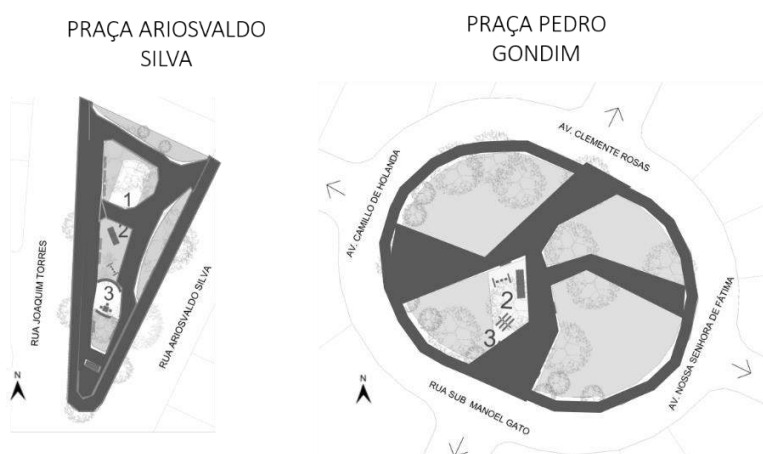 PRAÇA ARIOSVALDO
SILVA
RUA JOAQUIM TORRES
RUA ARIOSVALDO SILVA
1
2
3
N
PRAÇA PEDRO
GONDIM
AV. CLEMENTE ROSAS
AV. CAMILLO DE HOLANDA
AV. NOSSA SENHORA DE FÁTIMA
RUA SUB MANOEL GATO
2
3
N